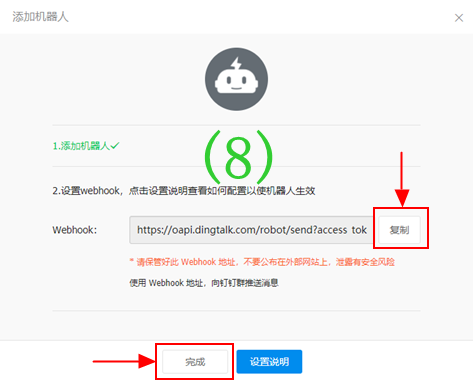 添加机器人
(8)
1.添加机器人
2.设置webhook，点击设置说明查看如何配置以使机器人生效
Webhook: https://oapi.dingtalk.com/robot/send?access_tok 复制
* 请保管好此 Webhook 地址，不要公布在外部网站上，泄露有安全风险
使用 Webhook 地址，向钉钉群推送消息
完成 设置说明